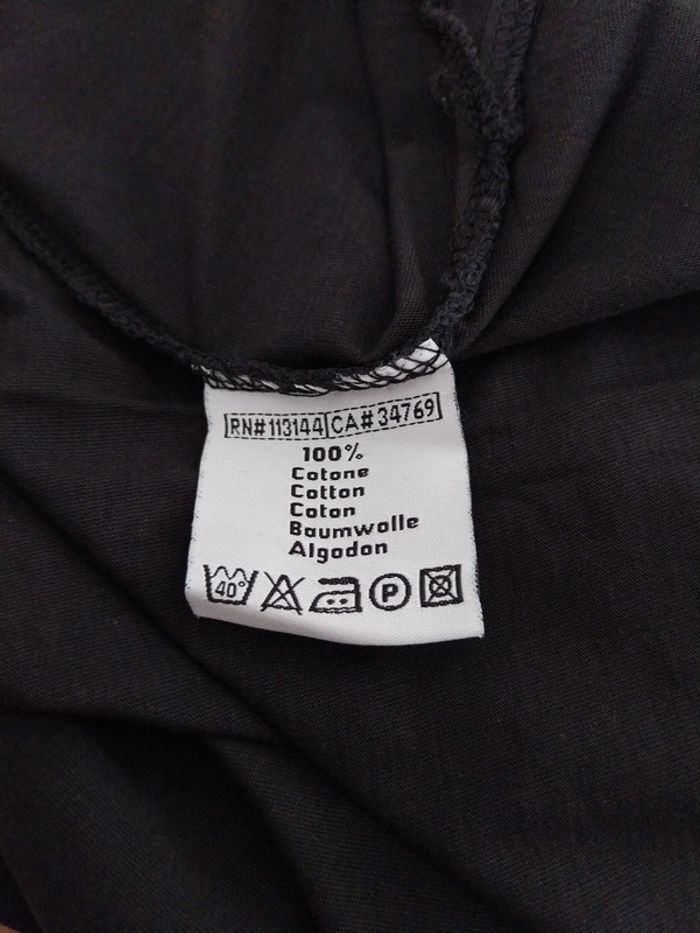 RN#113144 CA#34769
100%
Cotone
Cotton
Coton
Baumwolle
Algodon
40° P